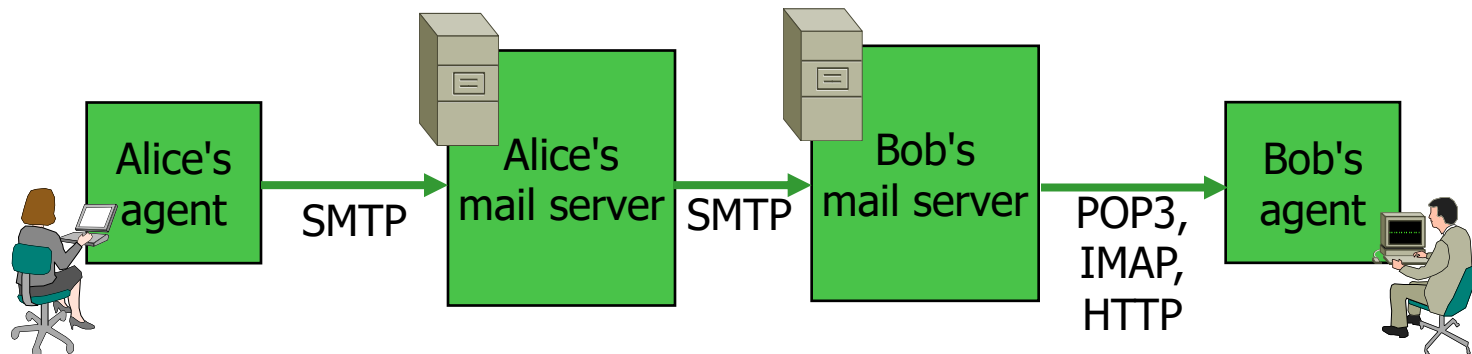 Alice's
agent
SMTP
Alice's
mail server
SMTP
Bob's
mail server
POP3,
IMAP,
HTTP
Bob's
agent